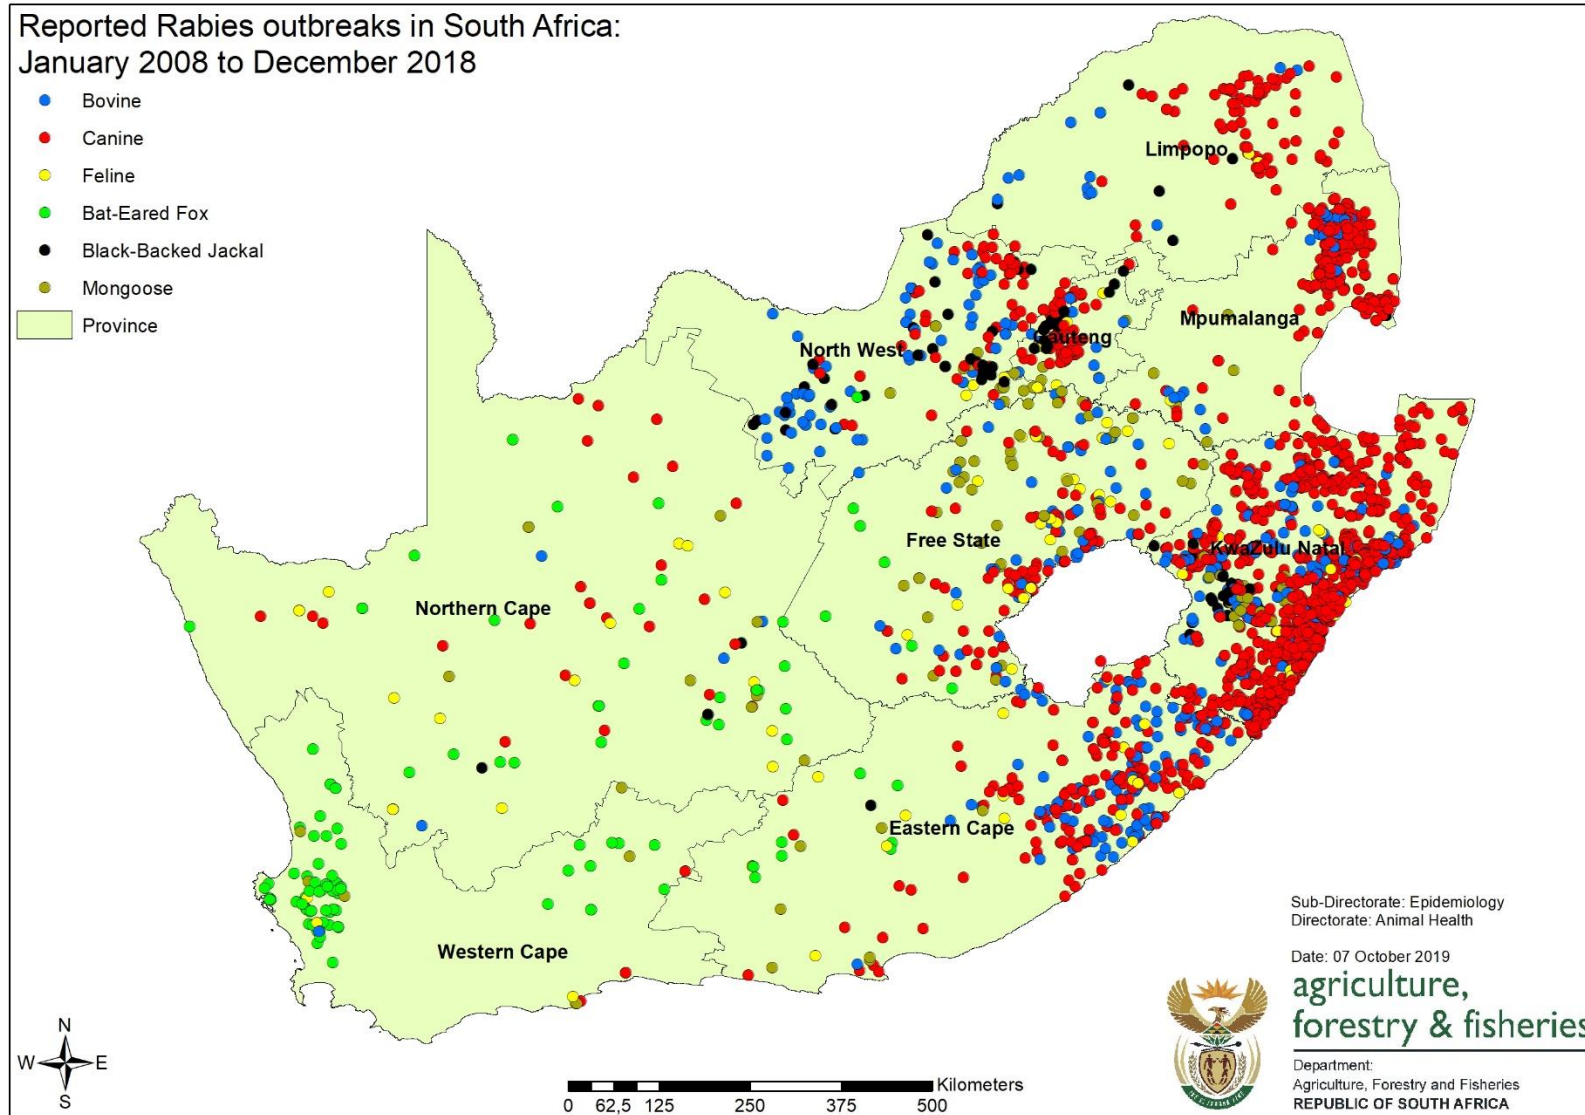 Reported Rabies outbreaks in South Africa:
January 2008 to December 2018
Bovine
Canine
Feline
Bat-Eared Fox
Black-Backed Jackal
Mongoose
Province
Limpopo
Mpumalanga
Gauteng
North West
Free State
KwaZulu Natal
Northern Cape
Eastern Cape
Western Cape
Sub-Directorate: Epidemiology
Directorate: Animal Health
Date: 07 October 2019
agriculture,
forestry & fisheries
Department:
Agriculture, Forestry and Fisheries
REPUBLIC OF SOUTH AFRICA
N
W E
S
Kilometers
0 62,5 125 250 375 500